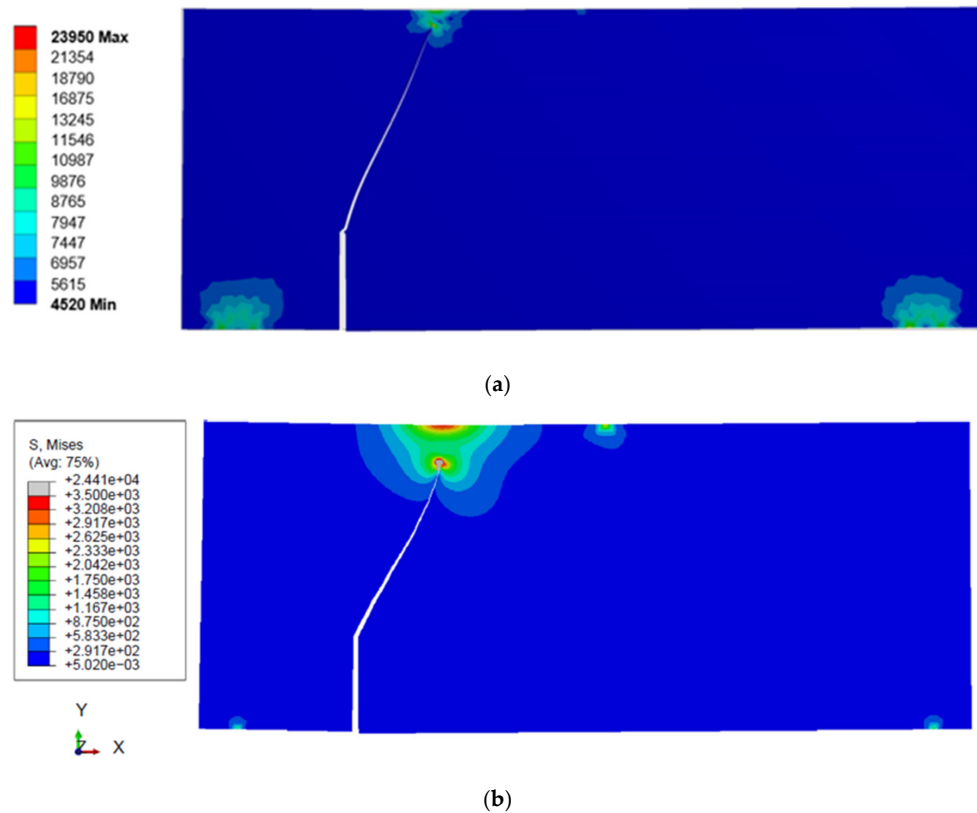 23950 Max
21354
18790
16875
13245
11546
10987
9876
8765
7947
7447
6957
5615
4520 Min
(a)
S, Mises
(Avg: 75%)
+2.441e+04
+3.500e+03
+3.208e+03
+2.917e+03
+2.625e+03
+2.333e+03
+2.042e+03
+1.750e+03
+1.458e+03
+1.167e+03
+8.750e+02
+5.833e+02
+2.917e+02
+5.020e−03
Y
Z X
(b)